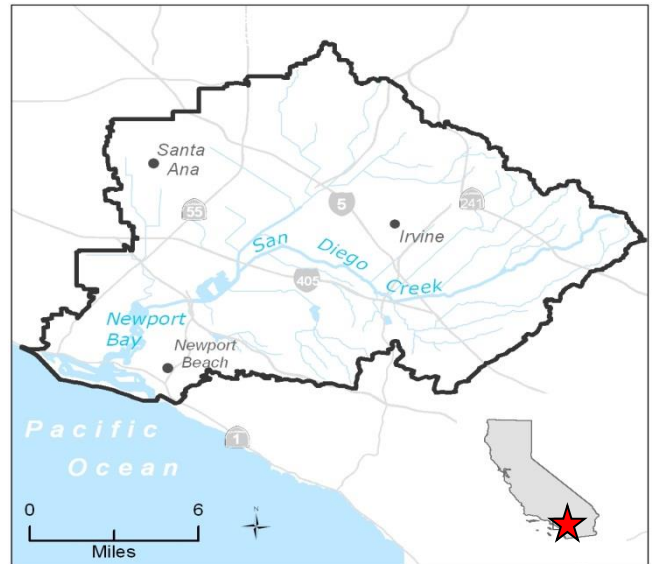 Santa
Ana
55
5
241
Irvine
San Diego Creek
405
Newport
Bay
Newport
Beach
Pacific
Ocean
1
0 6
N
Miles